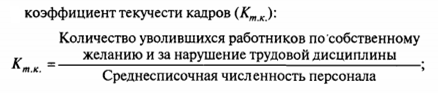 коэффициент текучести кадров (Kт.к.):
Количество уволившихся работников по собственному
желанию и за нарушение трудовой дисциплины
Kт.к. = ;
Среднесписочная численность персонала